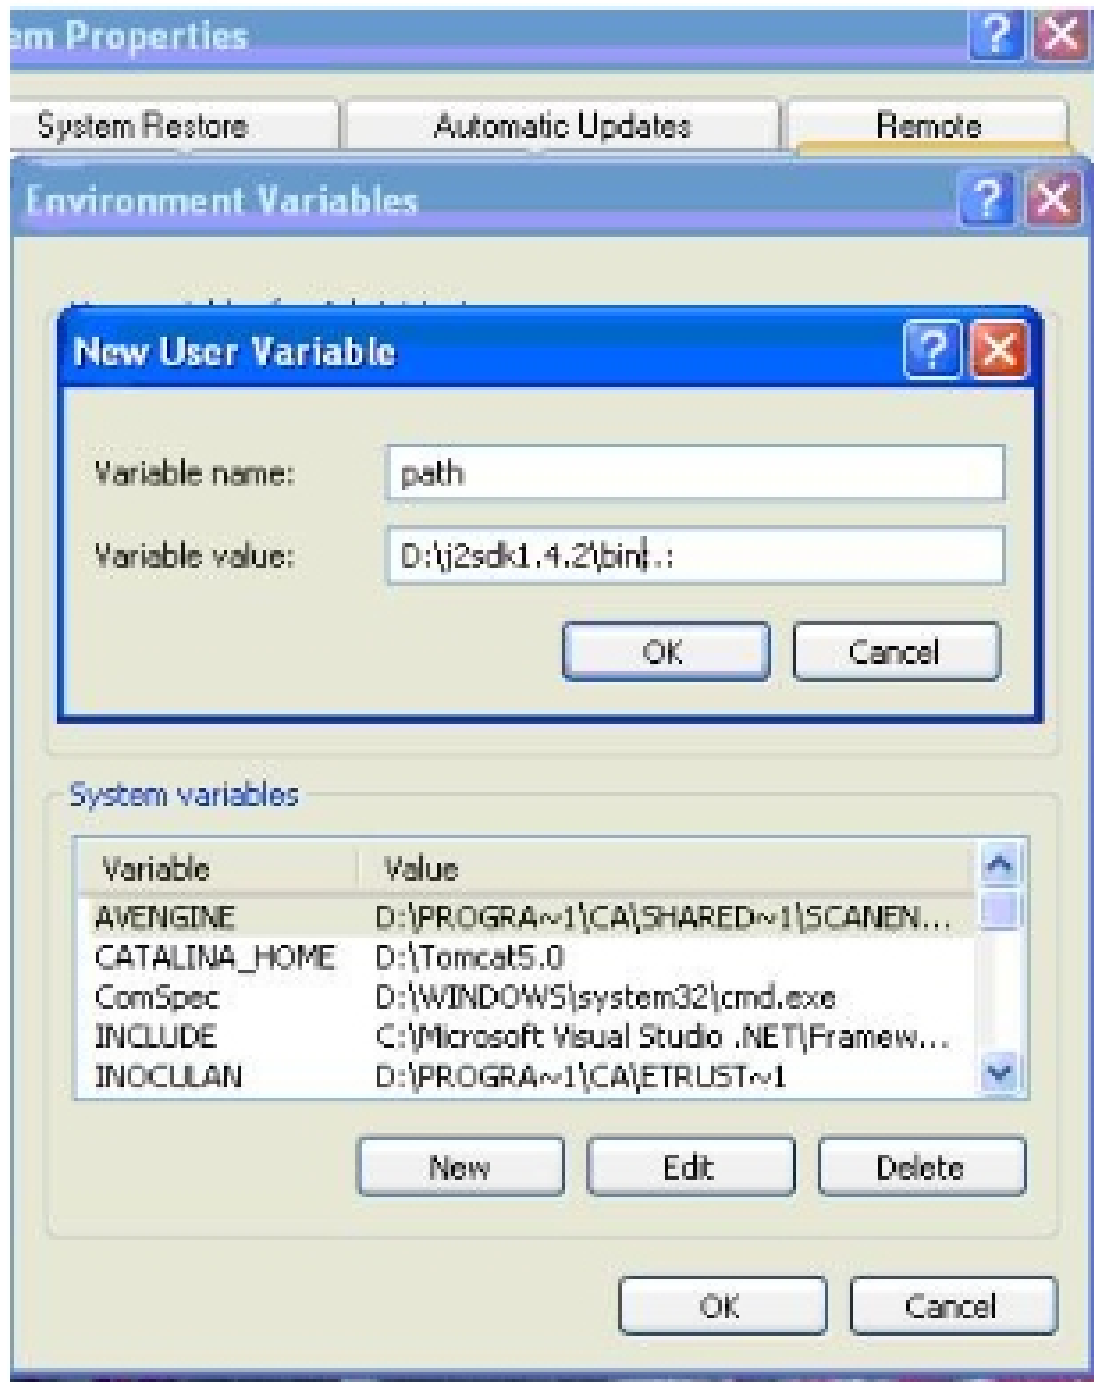 em Properties
System Restore Automatic Updates Remote
Environment Variables
New User Variable
Variable name: path
Variable value: D:\j2sdk1.4.2\bin;.;
OK Cancel
System variables
Variable Value
AVENGINE D:\PROGRA~1\CA\SHARED~1\SCANEN...
CATALINA_HOME D:\Tomcat5.0
ComSpec D:\WINDOWS\system32\cmd.exe
INCLUDE C:\Microsoft Visual Studio .NET\Framew...
INOCULAN D:\PROGRA~1\CA\ETRUST~1
New Edit Delete
OK Cancel